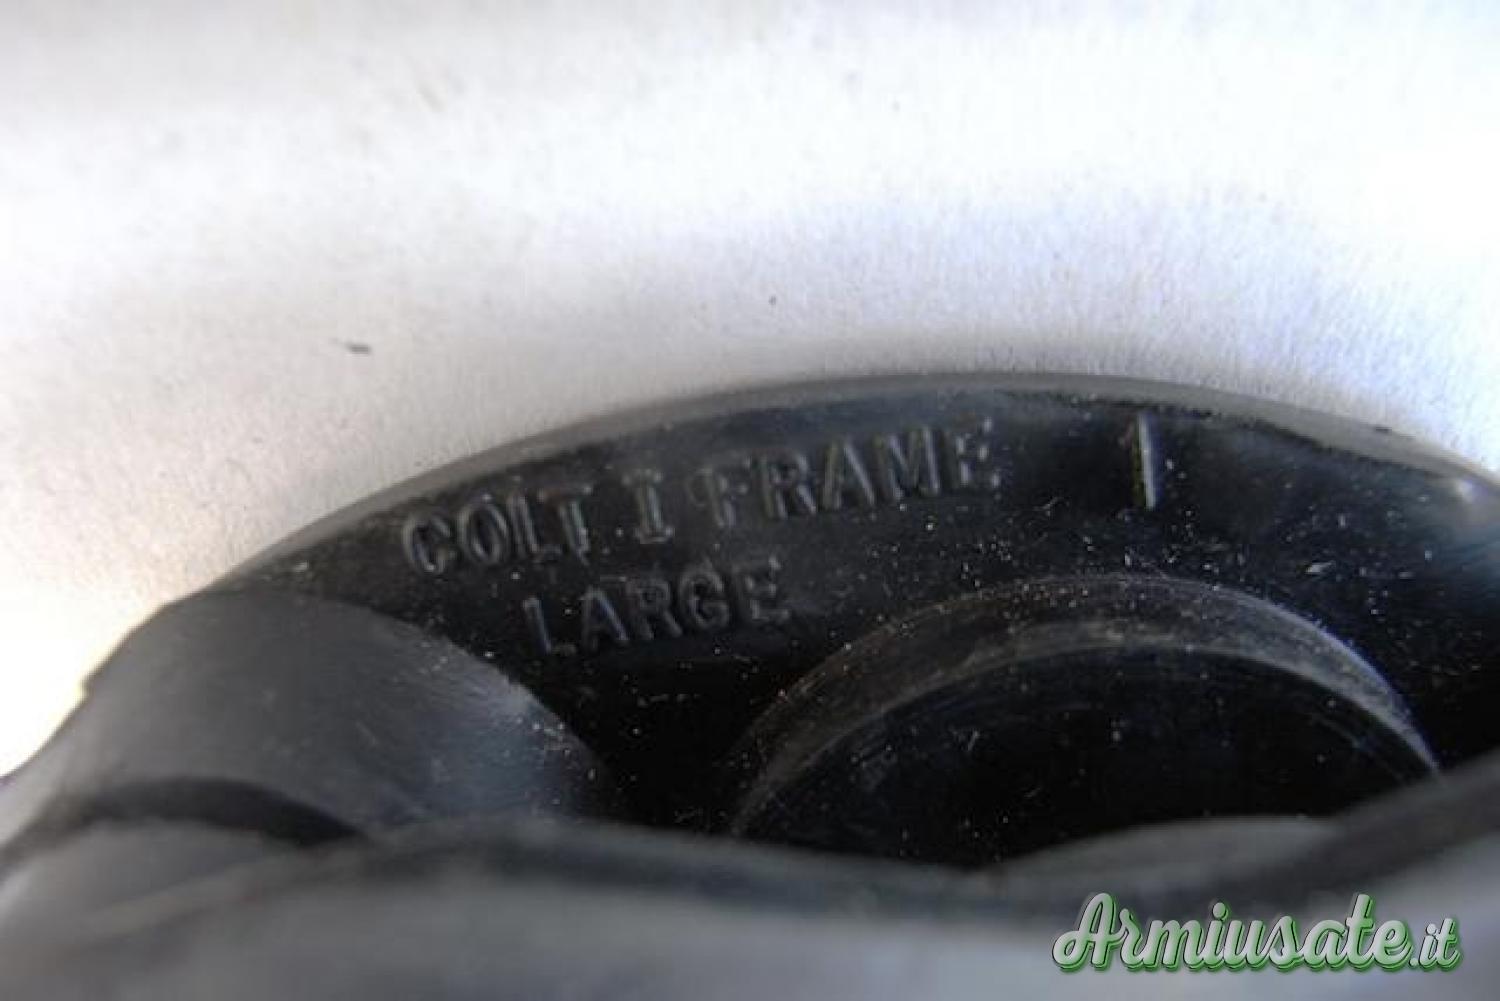 COLT I FRAME 1
LARGE
Armiusate.it